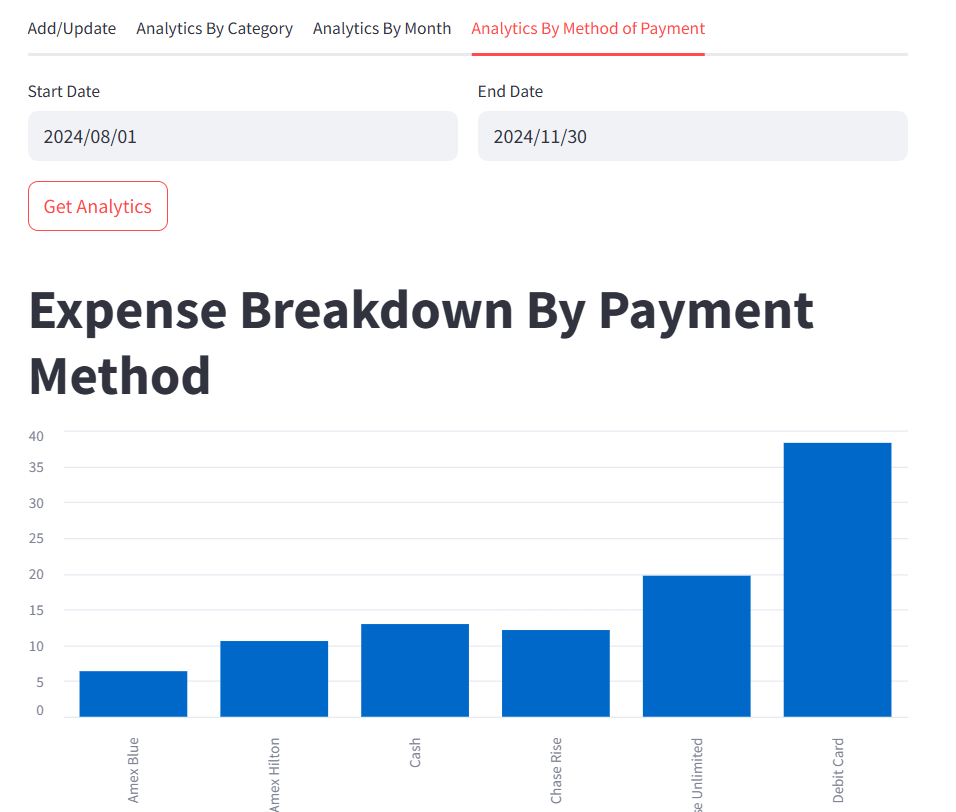 Add/Update Analytics By Category Analytics By Month Analytics By Method of Payment
Start Date End Date
2024/08/01 2024/11/30
Get Analytics
Expense Breakdown By Payment
Method
40
35
30
25
20
15
10
5
0
Amex Blue
Amex Hilton
Cash
Chase Rise
Unlimited
Debit Card